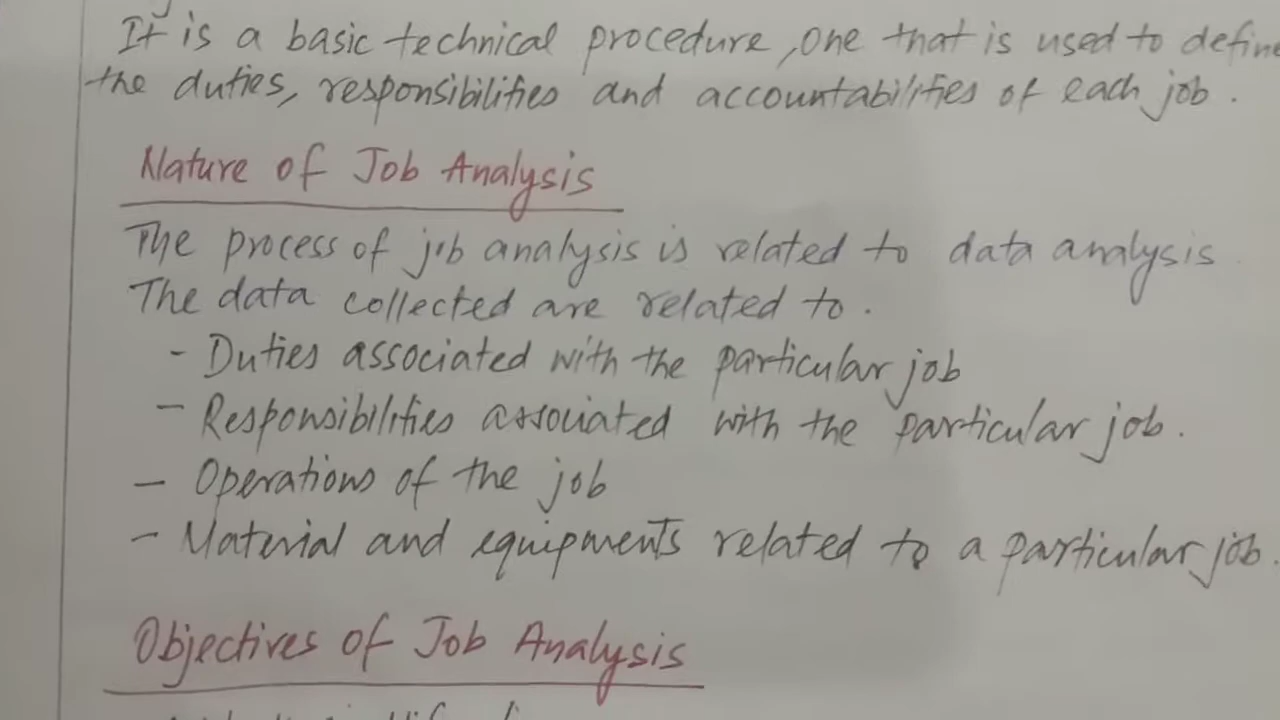 It is a basic technical procedure, one that is used to define
the duties, responsibilities and accountabilities of each job.
Nature of Job Analysis
The process of job analysis is related to data analysis
The data collected are related to.
- Duties associated with the particular job
- Responsibilities associated with the particular job.
- Operations of the job
- Material and equipments related to a particular job.
Objectives of Job Analysis